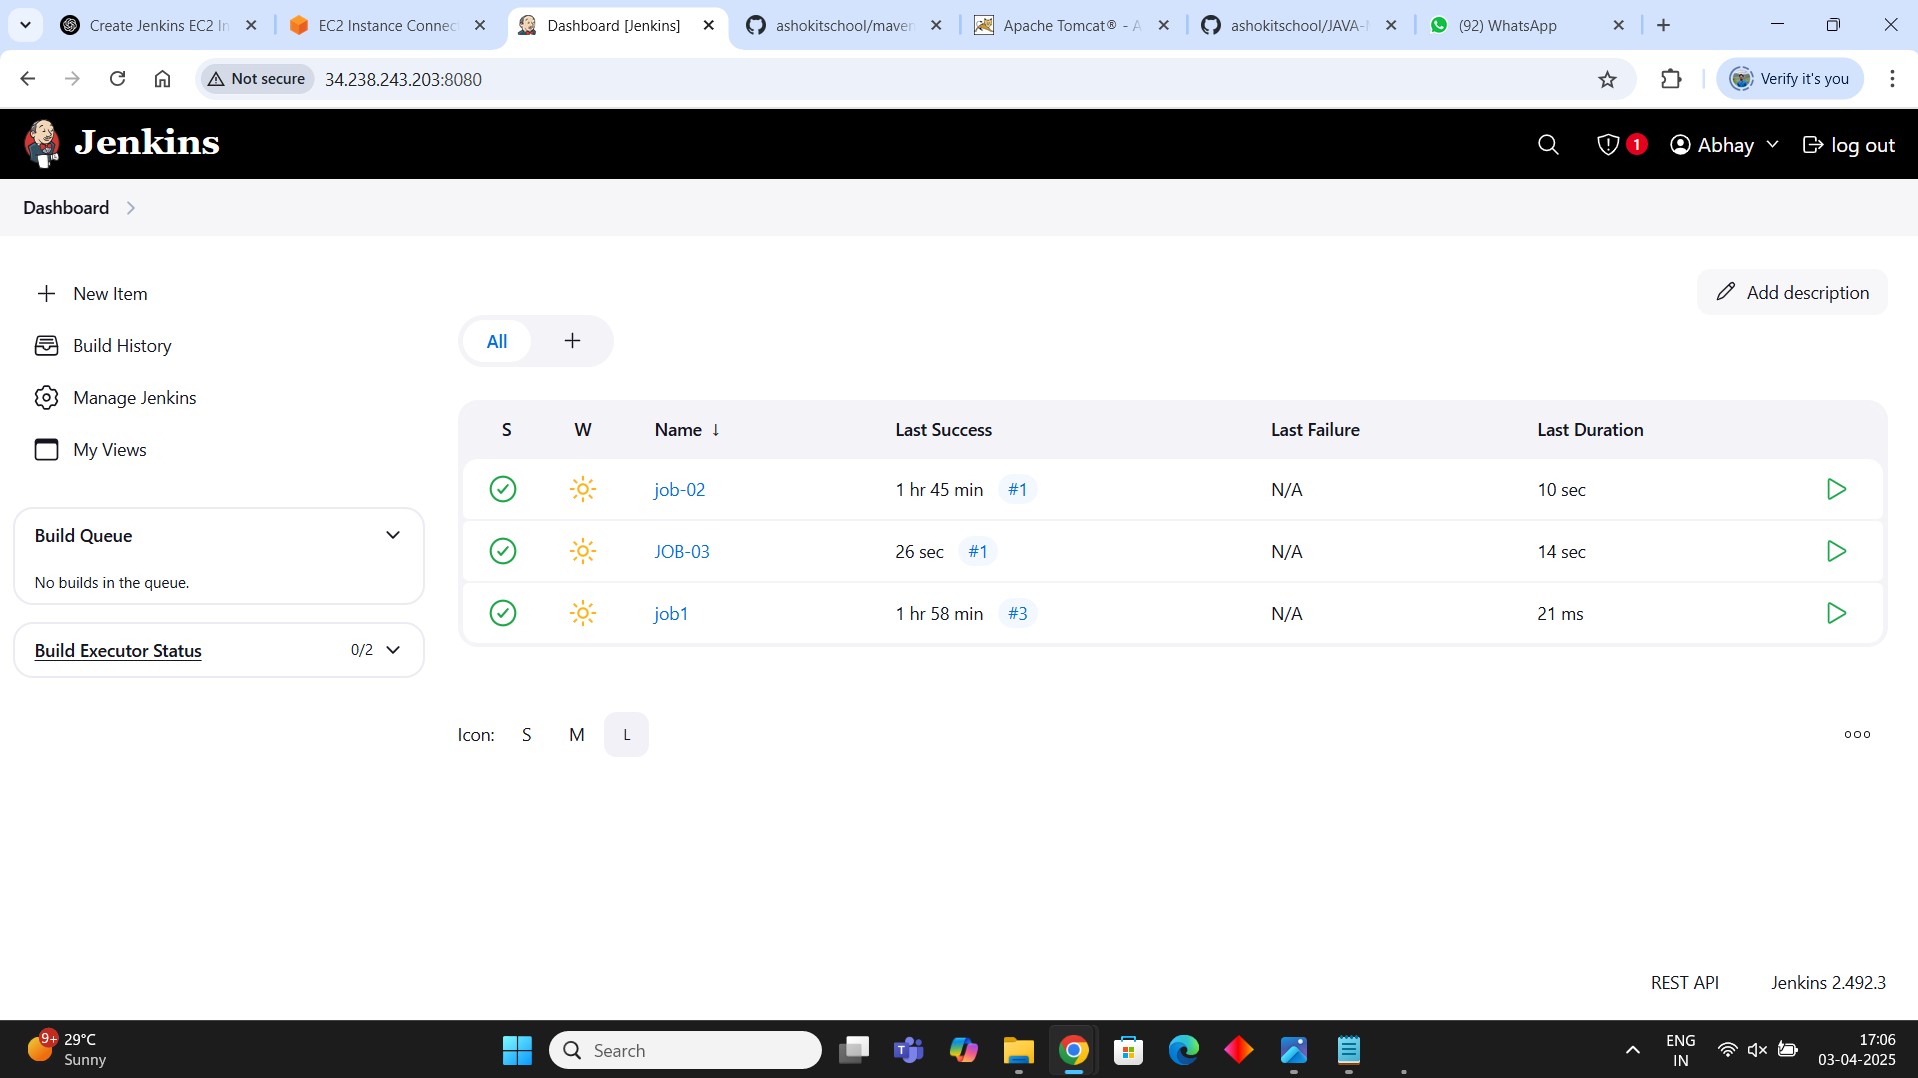 Create Jenkins EC2 In
EC2 Instance Connec
Dashboard [Jenkins]
ashokitschool/maven
Apache Tomcat® - A
ashokitschool/JAVA-
(92) WhatsApp
Not secure
34.238.243.203:8080
Verify it's you
Jenkins
1
Abhay
log out
Dashboard
New Item
Build History
Manage Jenkins
My Views
Build Queue
No builds in the queue.
Build Executor Status 0/2
Add description
All
S W Name ↓ Last Success Last Failure Last Duration
job-02 1 hr 45 min #1 N/A 10 sec
JOB-03 26 sec #1 N/A 14 sec
job1 1 hr 58 min #3 N/A 21 ms
Icon: S M L
REST API Jenkins 2.492.3
9+
29°C
Sunny
Search
ENG
IN
17:06
03-04-2025